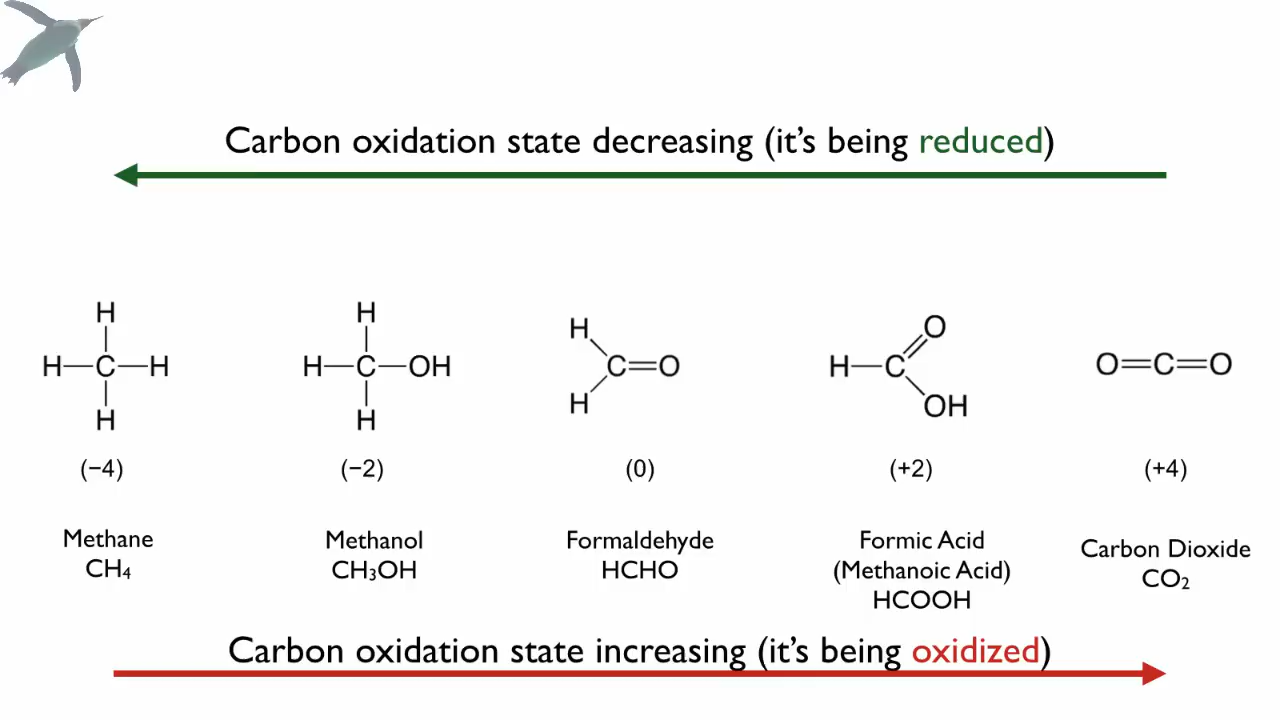 Carbon oxidation state decreasing (it's being reduced)
H H H
H—C—H H—C—OH C=O H—C O OH O=C=O
H H H
(−4) (−2) (0) (+2) (+4)
Methane
CH₄
Methanol
CH₃OH
Formaldehyde
HCHO
Formic Acid
(Methanoic Acid)
HCOOH
Carbon Dioxide
CO₂
Carbon oxidation state increasing (it's being oxidized)